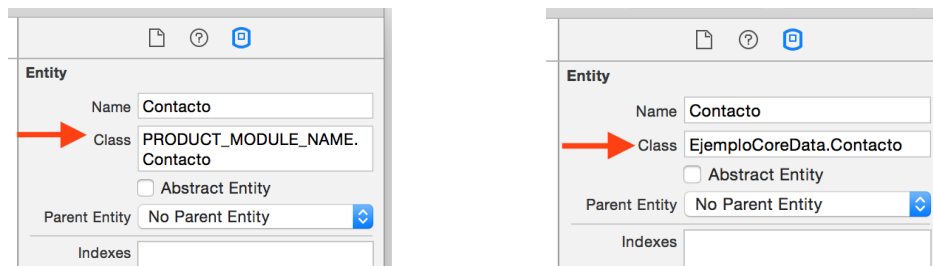 Entity
Name Contacto
Class PRODUCT_MODULE_NAME.
Contacto
Abstract Entity
Parent Entity No Parent Entity
Indexes
Entity
Name Contacto
Class EjemploCoreData.Contacto
Abstract Entity
Parent Entity No Parent Entity
Indexes